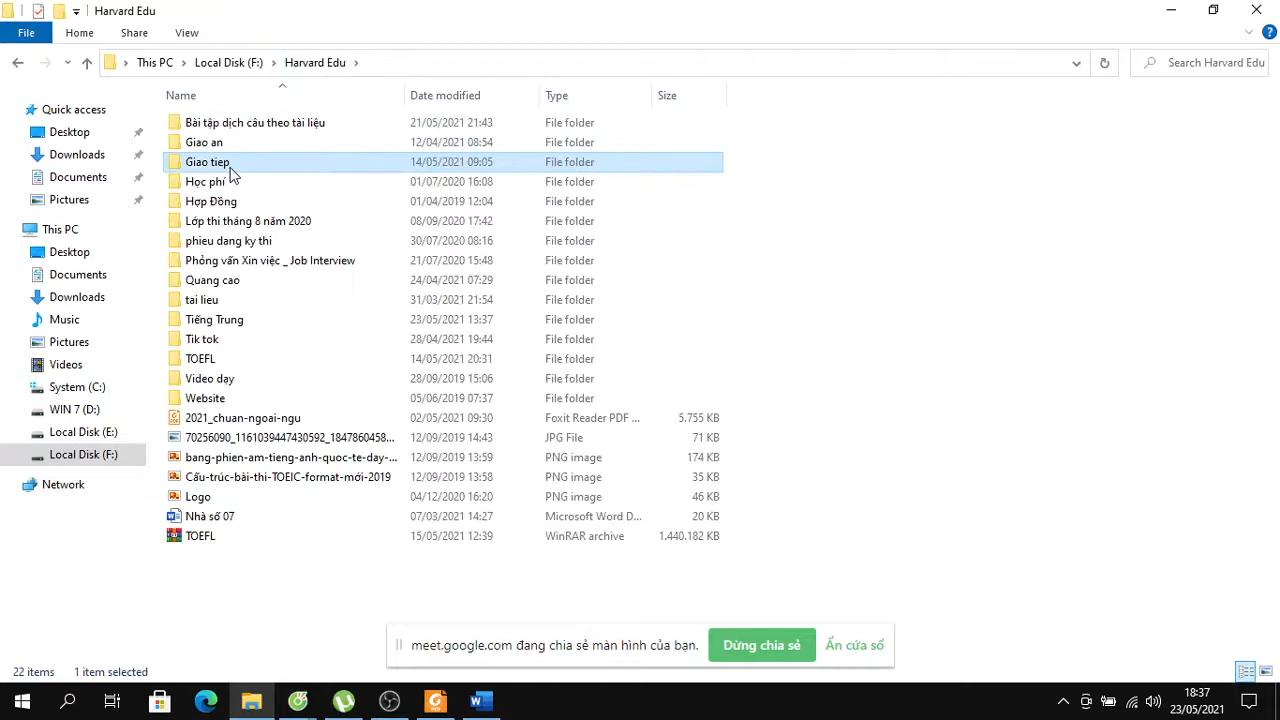 Harvard Edu
File Home Share View
This PC Local Disk (F:) Harvard Edu
Search Harvard Edu
Name Date modified Type Size
Quick access
Desktop
Downloads
Documents
Pictures
This PC
Desktop
Documents
Downloads
Music
Pictures
Videos
System (C:)
WIN 7 (D:)
Local Disk (E:)
Local Disk (F:)
Network
Bài tập dịch câu theo tài liệu 21/05/2021 21:43 File folder
Giao an 12/04/2021 08:54 File folder
Giao tiep 14/05/2021 09:05 File folder
Học phí 01/07/2020 16:08 File folder
Hợp Đồng 01/04/2019 12:04 File folder
Lớp thi tháng 8 năm 2020 08/09/2020 17:42 File folder
phieu dang ky thi 30/07/2020 08:16 File folder
Phỏng vấn Xin việc _ Job Interview 21/07/2020 15:48 File folder
Quang cao 24/04/2021 07:29 File folder
tai lieu 31/03/2021 21:54 File folder
Tiếng Trung 23/05/2021 13:37 File folder
Tik tok 28/04/2021 19:44 File folder
TOEFL 14/05/2021 20:31 File folder
Video dạy 28/09/2019 15:06 File folder
Website 05/06/2019 07:37 File folder
2021_chuan-ngoai-ngu 02/05/2021 09:30 Foxit Reader PDF ... 5.755 KB
70256090_1161039447430592_1847860458... 12/09/2019 14:43 JPG File 71 KB
bang-phien-am-tieng-anh-quoc-te-day-... 12/09/2019 13:59 PNG image 174 KB
Cấu-trúc-bài-thi-TOEIC-format-mới-2019 12/09/2019 13:58 PNG image 35 KB
Logo 04/12/2020 16:20 PNG image 46 KB
Nhà số 07 07/03/2021 14:27 Microsoft Word D... 20 KB
TOEFL 15/05/2021 12:39 WinRAR archive 1.440.182 KB
meet.google.com đang chia sẻ màn hình của bạn. Dừng chia sẻ Ẩn cửa sổ
22 items 1 item selected
18:37
23/05/2021